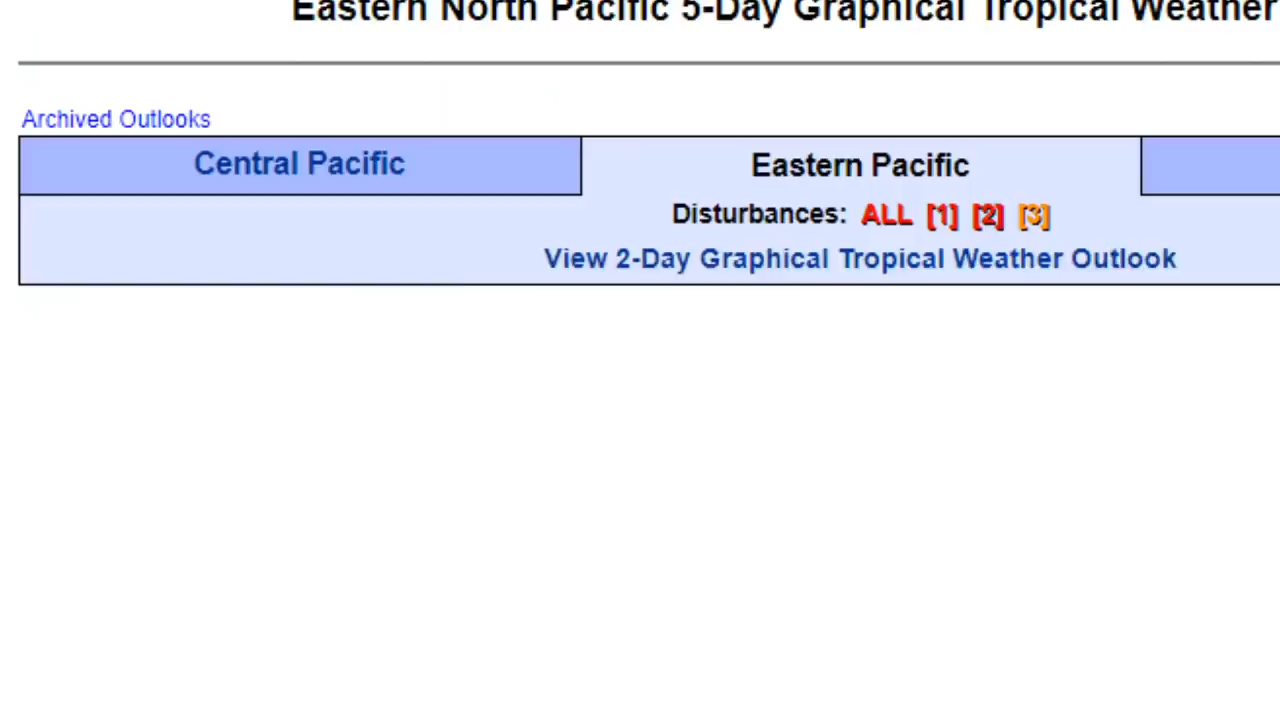 Eastern North Pacific 5-Day Graphical Tropical Weather
Archived Outlooks
Central Pacific
Eastern Pacific
Disturbances: ALL [1] [2] [3]
View 2-Day Graphical Tropical Weather Outlook